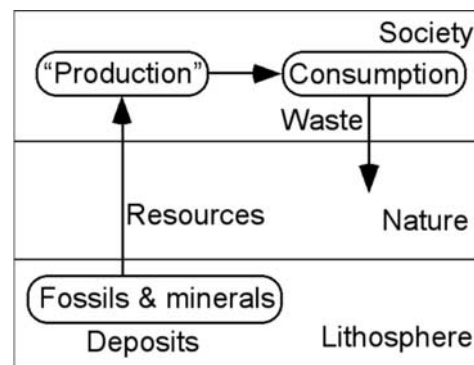 Society
“Production”
Consumption
Waste
Resources
Nature
Fossils & minerals
Deposits
Lithosphere